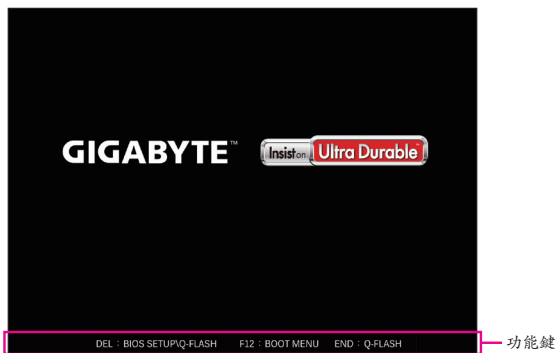 GIGABYTE™
Insist on Ultra Durable™
DEL : BIOS SETUP\Q-FLASH F12 : BOOT MENU END : Q-FLASH
功能鍵